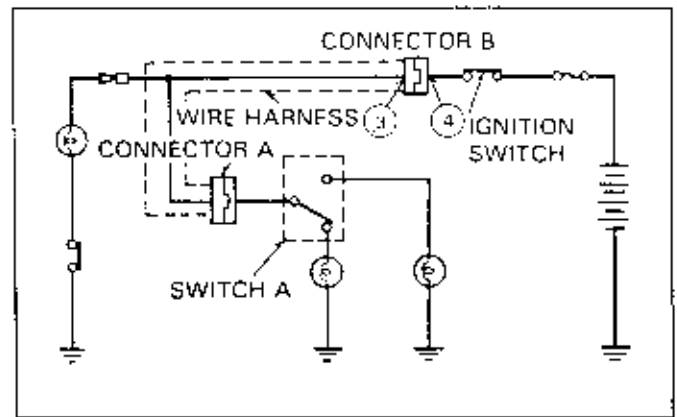 CONNECTOR B
WIRE HARNESS 3 4 IGNITION
SWITCH
CONNECTOR A
SWITCH A